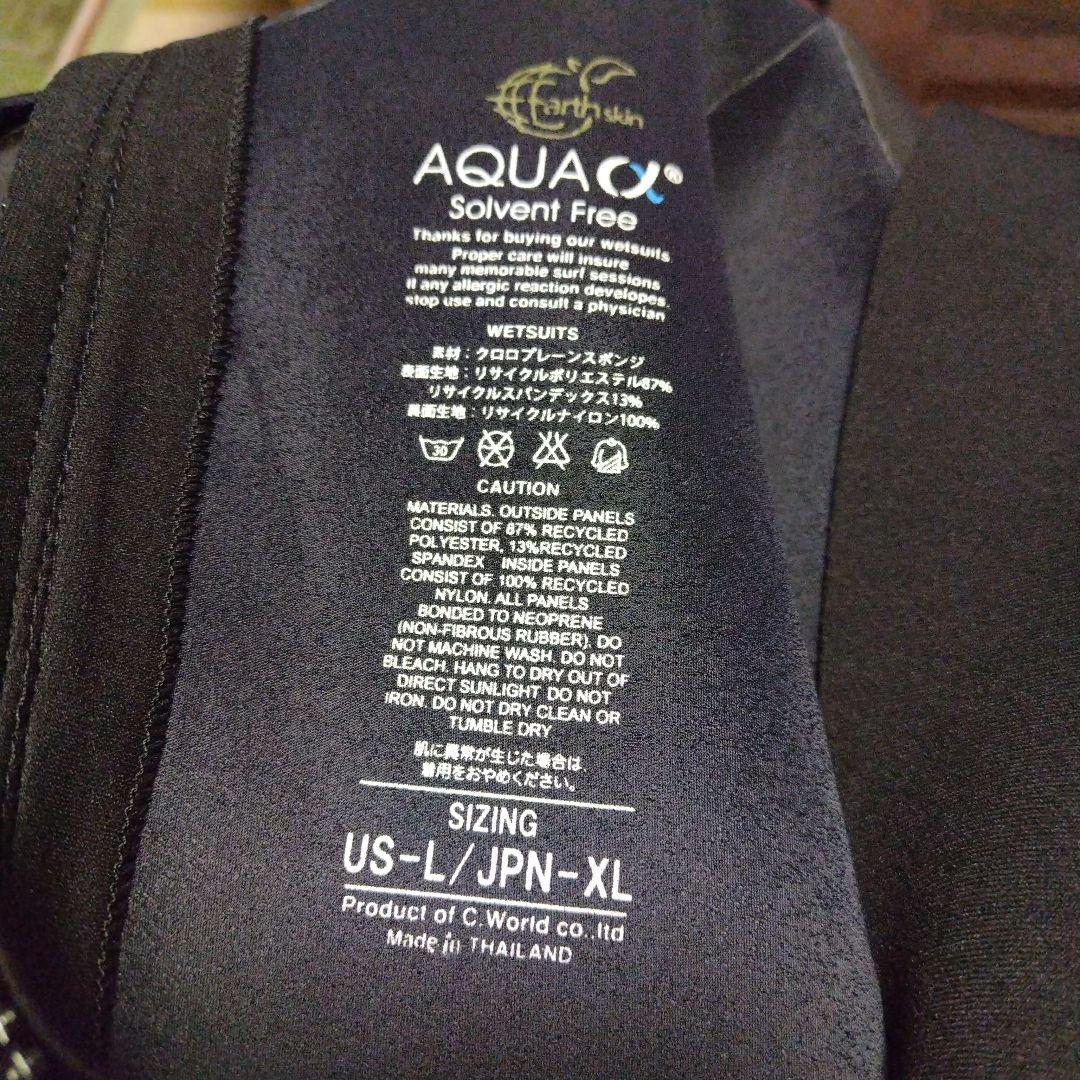 Earth skin
AQUA α®
Solvent Free
Thanks for buying our wetsuits
Proper care will insure
many memorable surf sessions
If any allergic reaction developes,
stop use and consult a physician
WETSUITS
素材：クロロプレーンスポンジ
表面生地：リサイクルポリエステル87%
リサイクルスパンデックス13%
裏面生地：リサイクルナイロン100%
30
CAUTION
MATERIALS. OUTSIDE PANELS
CONSIST OF 87% RECYCLED
POLYESTER, 13%RECYCLED
SPANDEX INSIDE PANELS
CONSIST OF 100% RECYCLED
NYLON. ALL PANELS
BONDED TO NEOPRENE
(NON-FIBROUS RUBBER). DO
NOT MACHINE WASH. DO NOT
BLEACH. HANG TO DRY OUT OF
DIRECT SUNLIGHT. DO NOT
IRON. DO NOT DRY CLEAN OR
TUMBLE DRY
肌に異常が生じた場合は、
着用をおやめください。
SIZING
US-L/JPN-XL
Product of C.World co.,ltd
Made in THAILAND